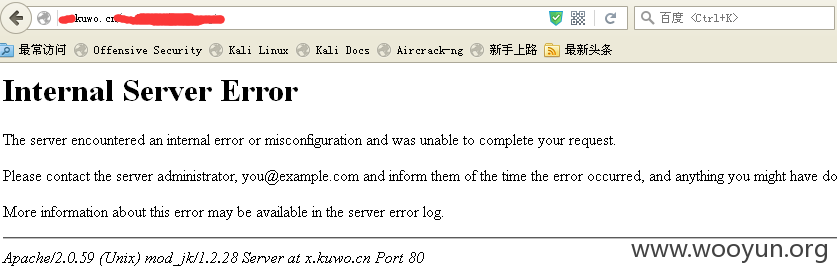 kuwo.cn
百度 <Ctrl+K>
最常访问 Offensive Security Kali Linux Kali Docs Aircrack-ng 新手上路 最新头条
Internal Server Error
The server encountered an internal error or misconfiguration and was unable to complete your request.
Please contact the server administrator, you@example.com and inform them of the time the error occurred, and anything you might have do
More information about this error may be available in the server error log.
Apache/2.0.59 (Unix) mod_jk/1.2.28 Server at x.kuwo.cn Port 80
www.wooyun.org